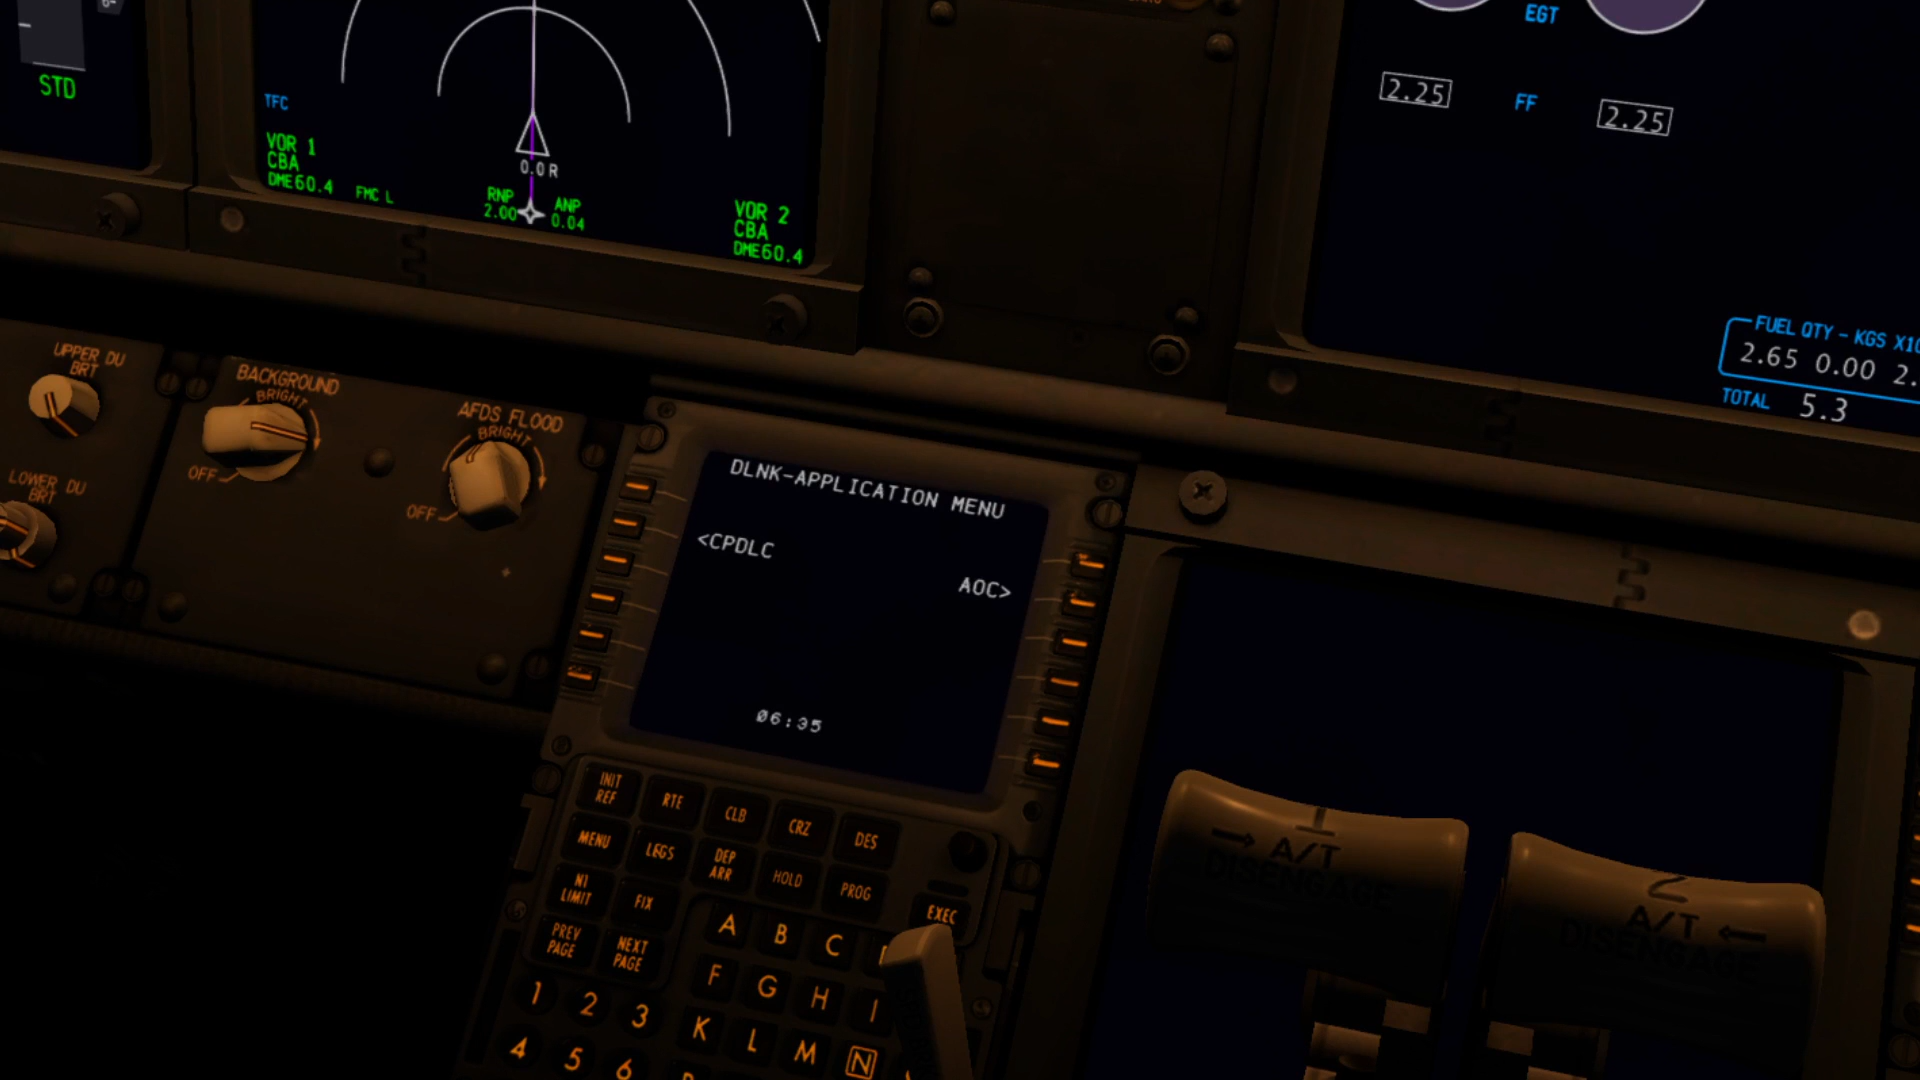 STD
TFC
VOR 1
CBA
DME60.4
FMC L
0.0 R
RNP
2.00
ANP
0.04
VOR 2
CBA
DME60.4
EGT
2.25
FF
2.25
FUEL QTY - KGS
2.65 0.00
TOTAL 5.3
UPPER DU
BRT
LOWER DU
BRT
BACKGROUND
BRIGHT
OFF
AFDS FLOOD
BRIGHT
OFF
DLNK-APPLICATION MENU
<CPDLC
AOC>
06:35
INIT
REF
RTE
CLB
CRZ
DES
MENU
LEGS
DEP
ARR
HOLD
PROG
N1
LIMIT
FIX
EXEC
PREV
PAGE
NEXT
PAGE
A B C
F G H I
K L M N
1 2 3
4 5 6
1
A/T
DISENGAGE
2
A/T
DISENGAGE